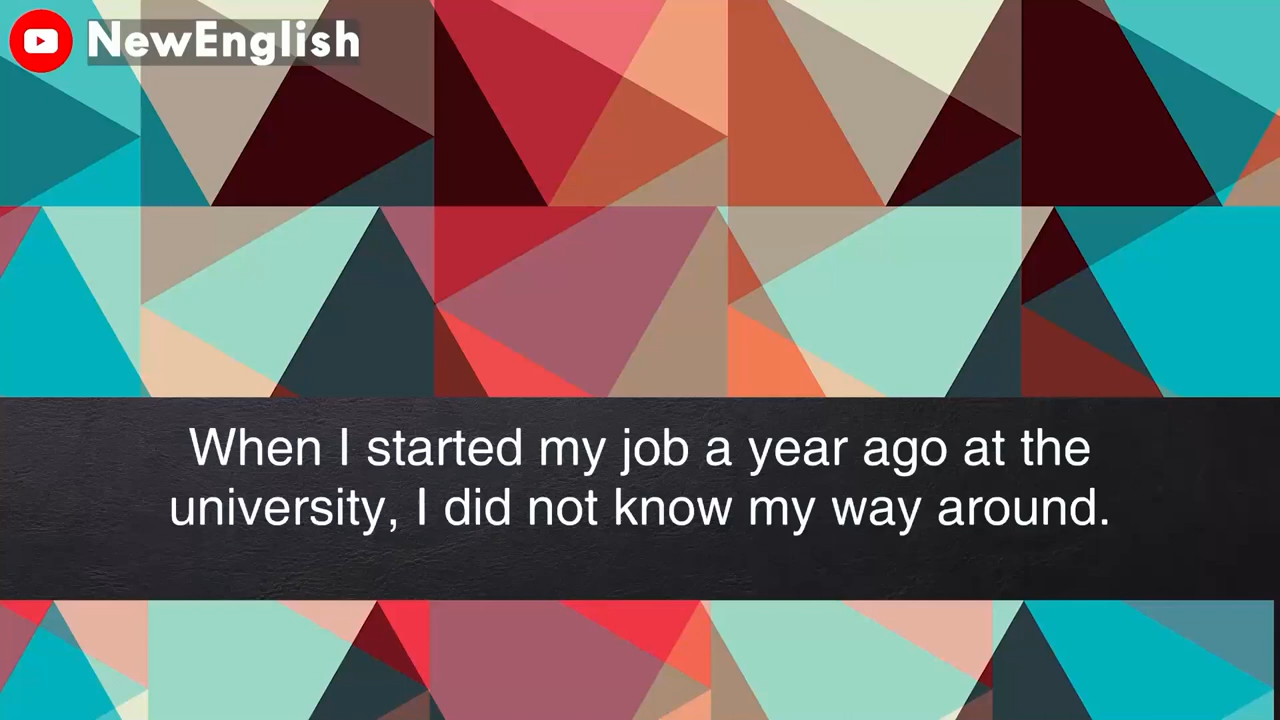 NewEnglish
When I started my job a year ago at the
university, I did not know my way around.